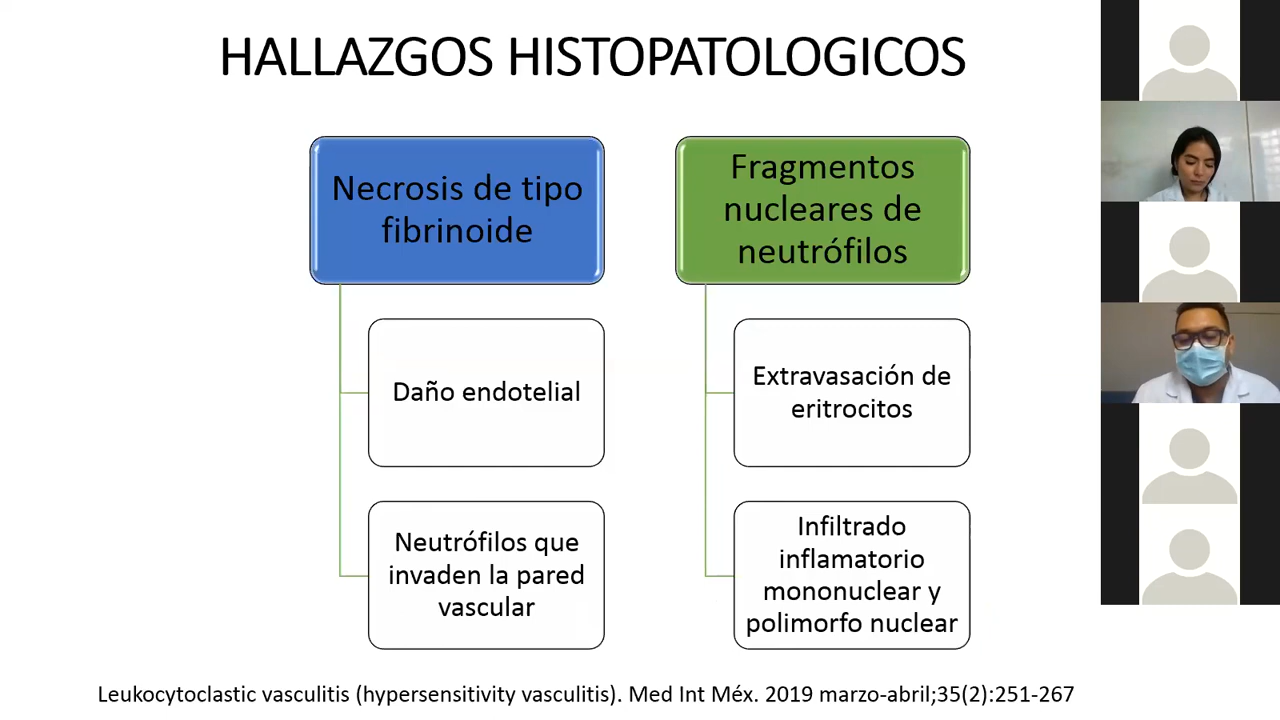 HALLAZGOS HISTOPATOLOGICOS
Necrosis de tipo
fibrinoide
Daño endotelial
Neutrófilos que
invaden la pared
vascular
Fragmentos
nucleares de
neutrófilos
Extravasación de
eritrocitos
Infiltrado
inflamatorio
mononuclear y
polimorfo nuclear
Leukocytoclastic vasculitis (hypersensitivity vasculitis). Med Int Méx. 2019 marzo-abril;35(2):251-267